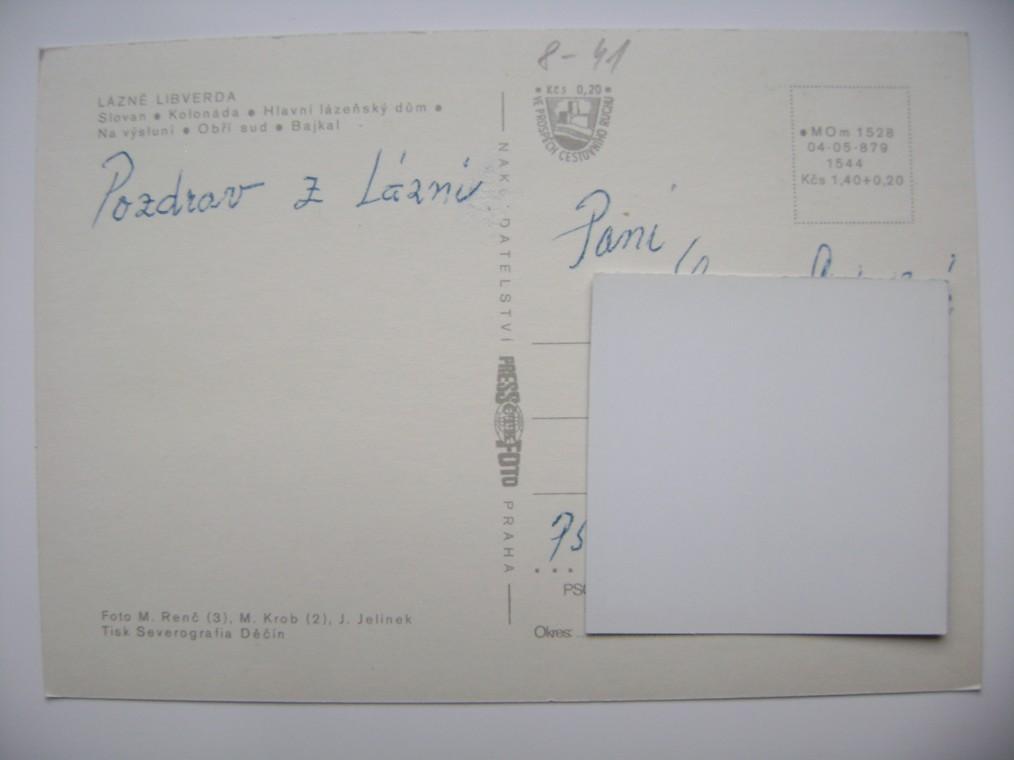 LÁZNĚ LIBVERDA
Slovan ● Kolonáda ● Hlavní lázeňský dům ●
Na výsluní ● Obří sud ● Bajkal
Pozdrav z Lázní
Foto M. Renč (3), M. Krob (2), J. Jelínek
Tisk Severografia Děčín
DATELSTVÍ
PRESSFOTO
PRAHA
8-41
● Kčs 0,20 ●
VE PROSPĚCH CESTOVNÍHO RUCHU
● MOm 1528
04-05-879
1544
Kčs 1,40+0,20
Paní
Okres: